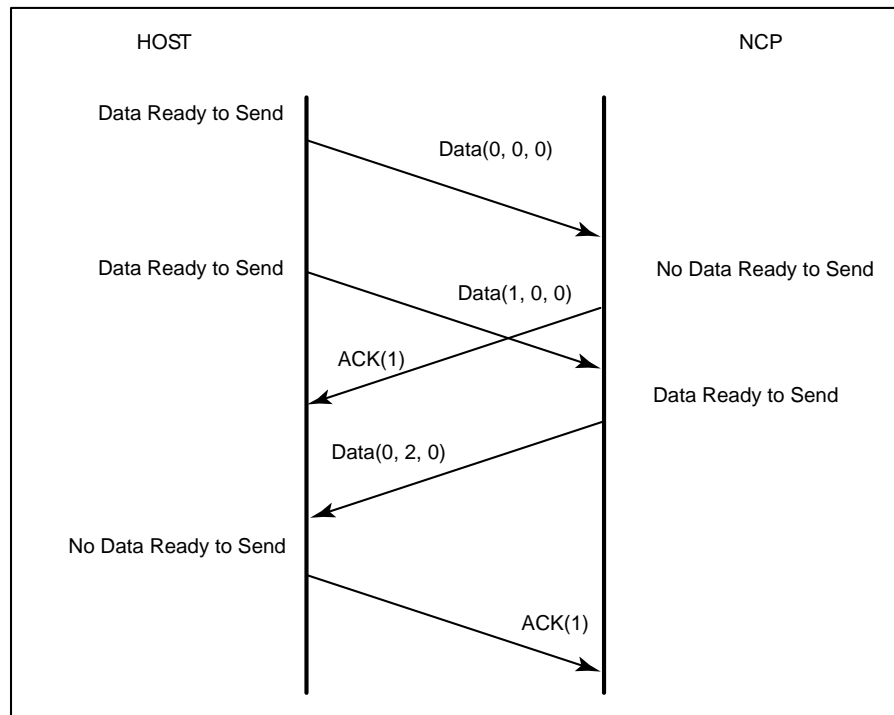 HOST
NCP
Data Ready to Send
Data(0, 0, 0)
Data Ready to Send
No Data Ready to Send
Data(1, 0, 0)
ACK(1)
Data Ready to Send
Data(0, 2, 0)
No Data Ready to Send
ACK(1)